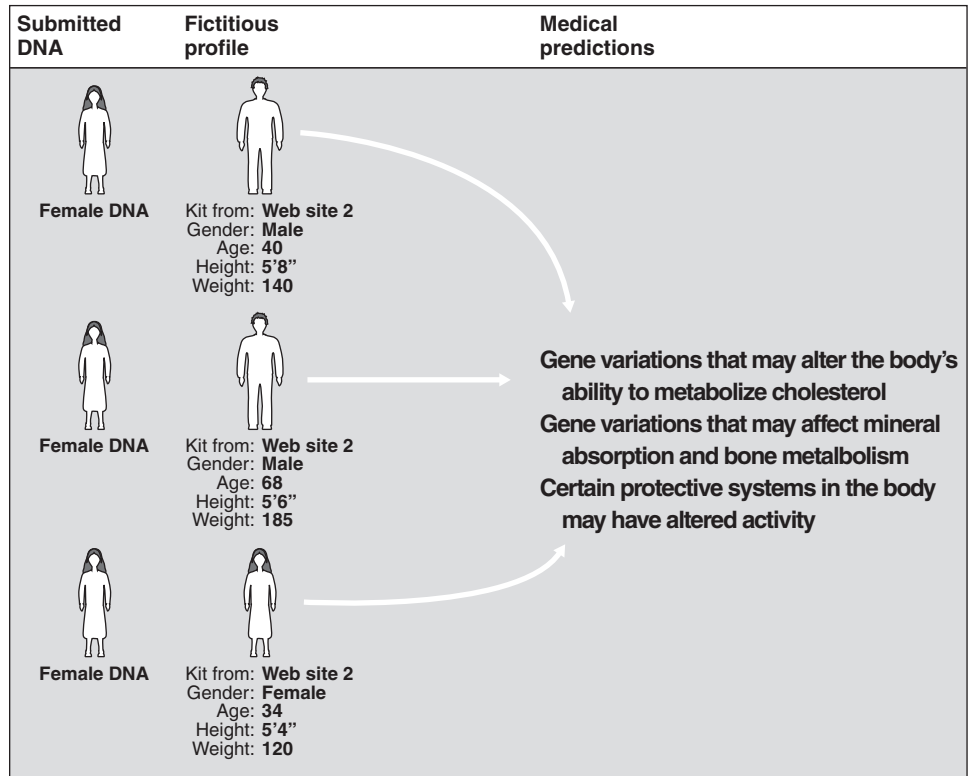 Submitted
DNA
Fictitious
profile
Medical
predictions
Female DNA
Kit from: Web site 2
Gender: Male
Age: 40
Height: 5’8”
Weight: 140
Female DNA
Kit from: Web site 2
Gender: Male
Age: 68
Height: 5’6”
Weight: 185
Female DNA
Kit from: Web site 2
Gender: Female
Age: 34
Height: 5’4”
Weight: 120
Gene variations that may alter the body’s
ability to metabolize cholesterol
Gene variations that may affect mineral
absorption and bone metalbolism
Certain protective systems in the body
may have altered activity